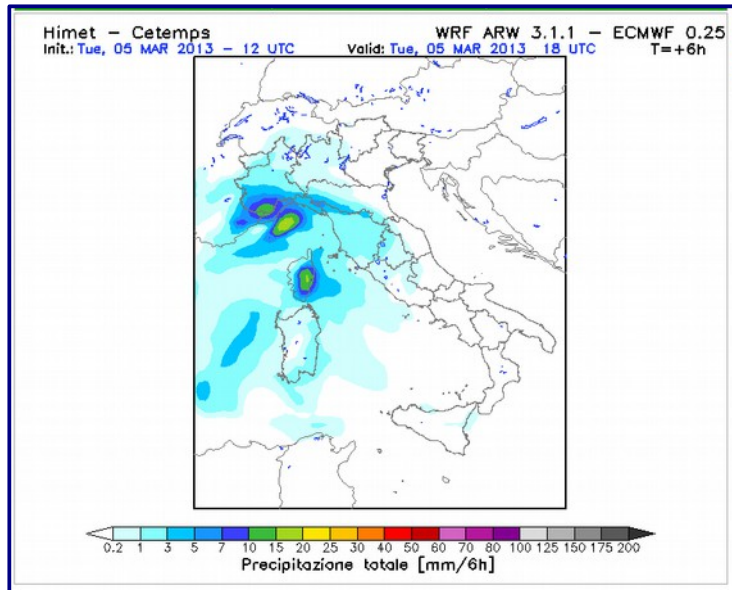 Himet – Cetemps WRF ARW 3.1.1 – ECMWF 0.25
Init.: Tue, 05 MAR 2013 – 12 UTC Valid: Tue, 05 MAR 2013 18 UTC T=+6h
0.2 1 3 5 7 10 15 20 25 30 40 50 60 70 80 100 125 150 175 200
Precipitazione totale [mm/6h]